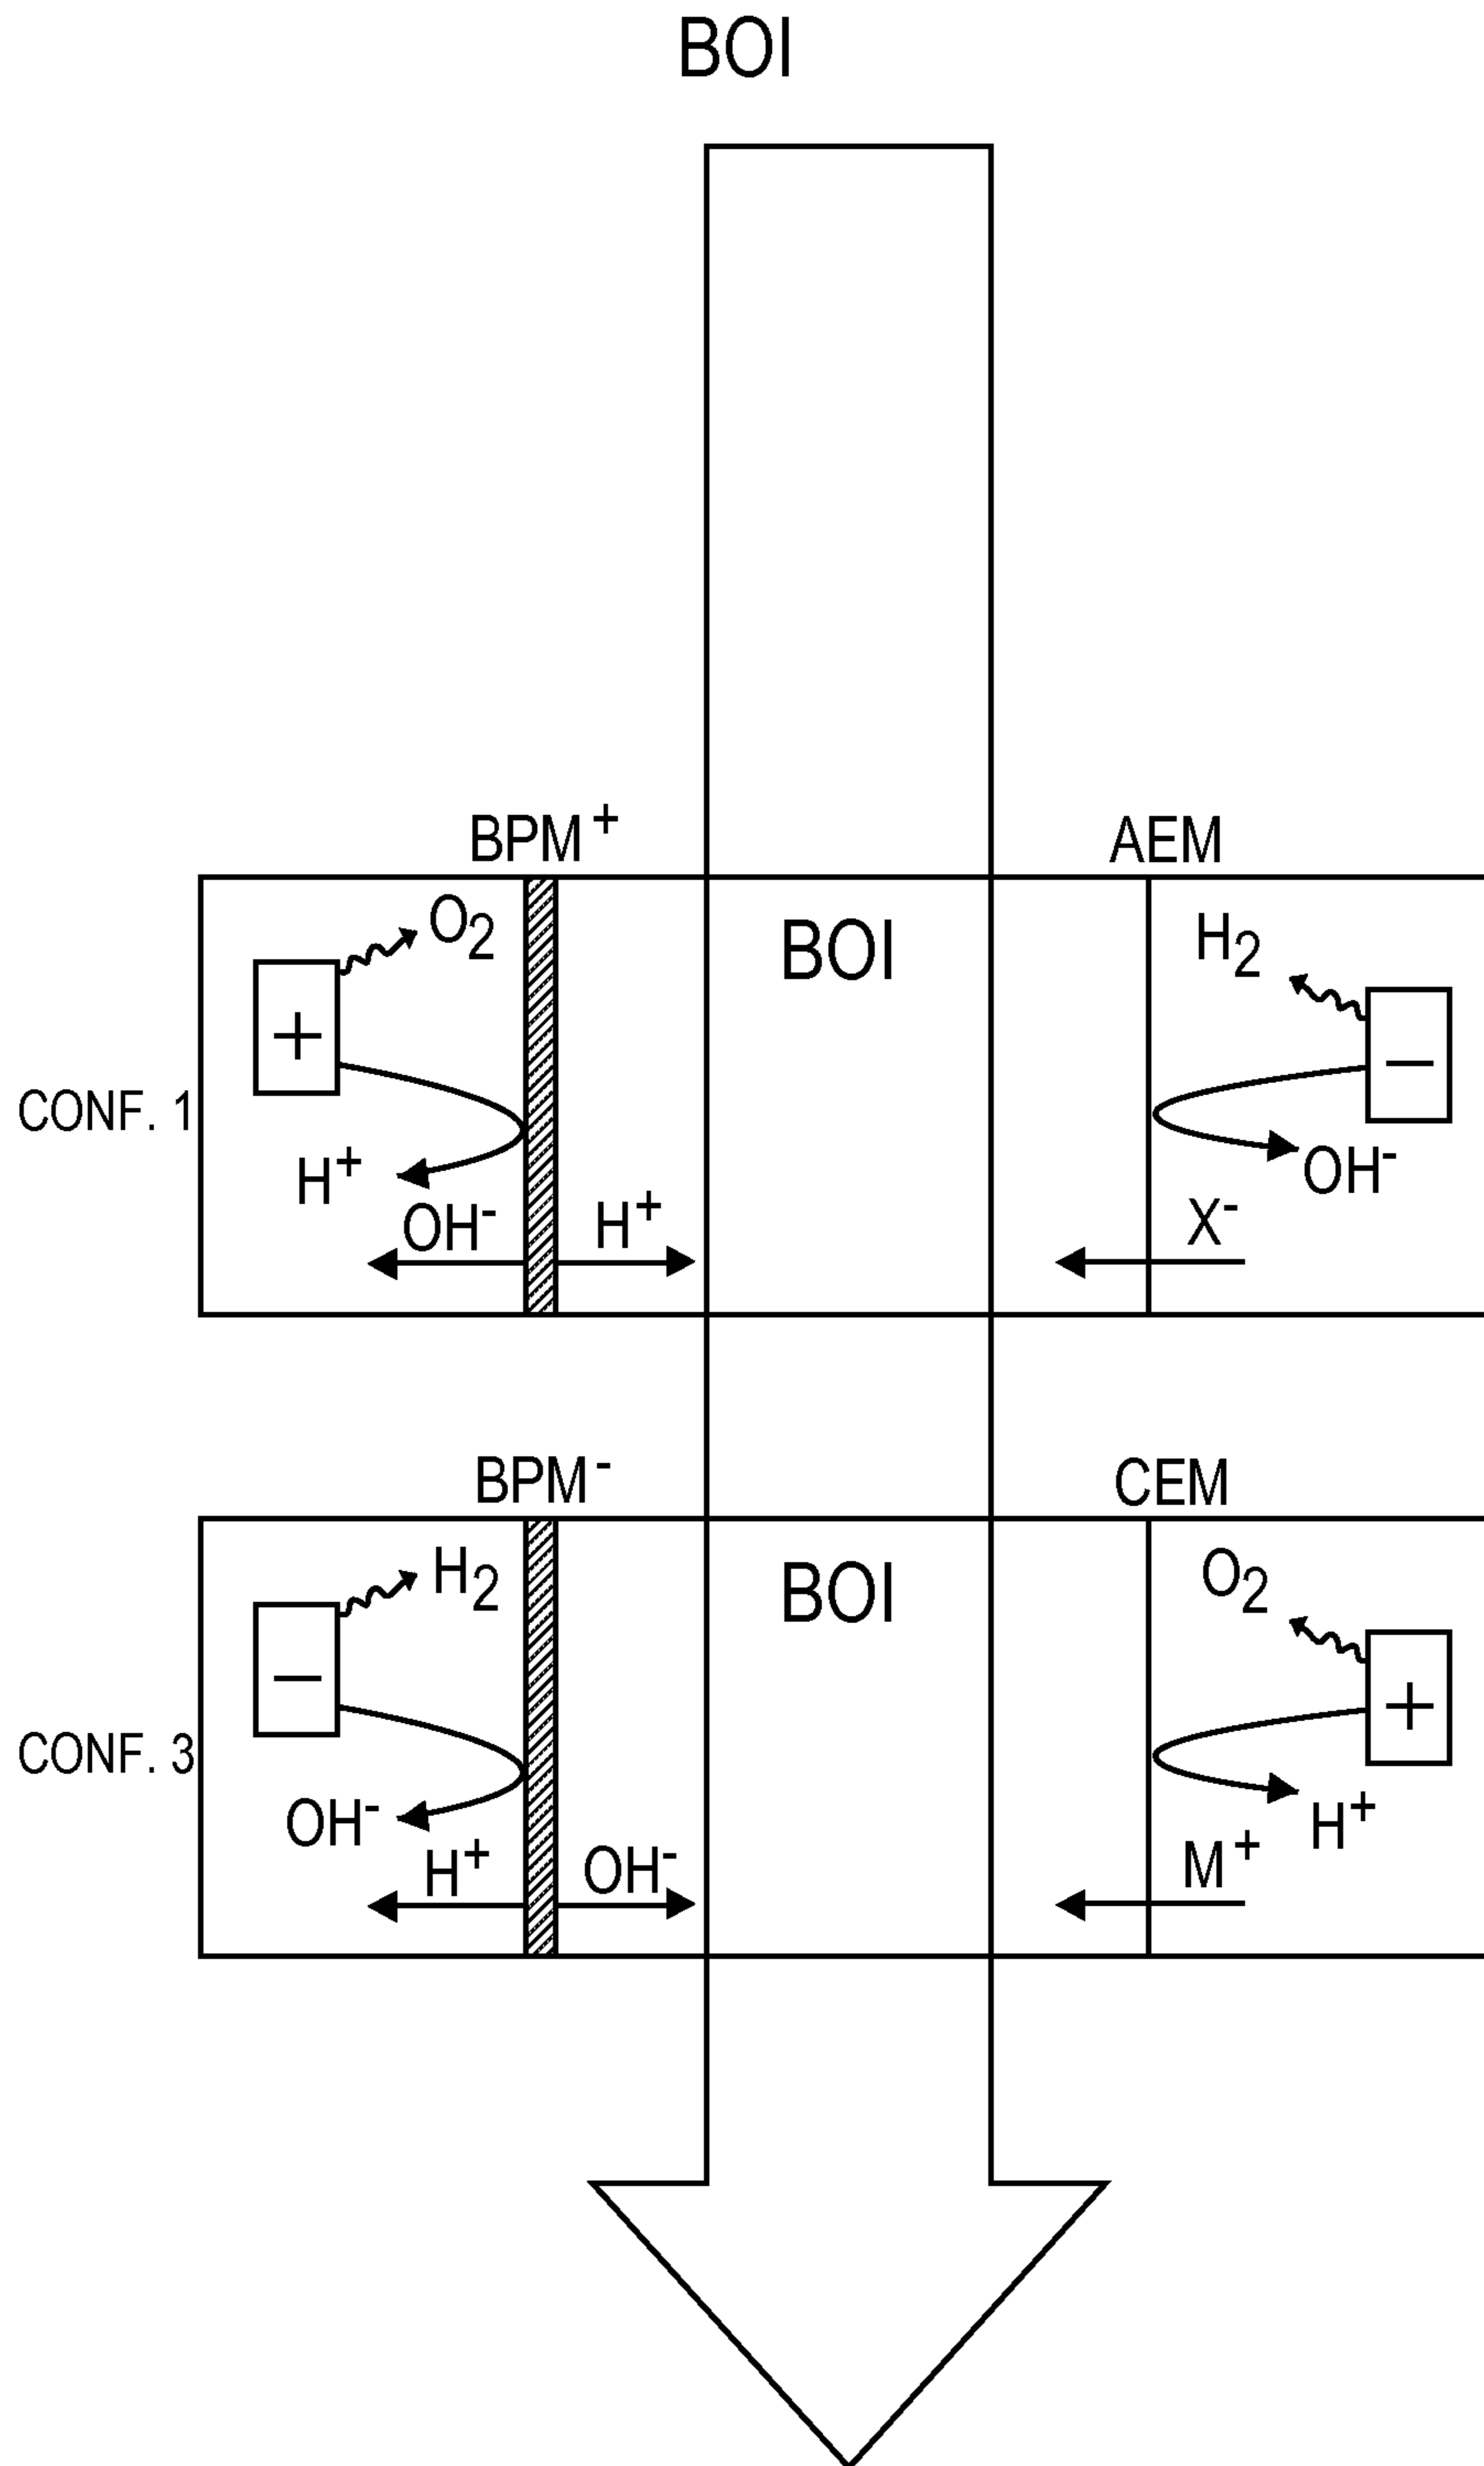 BOI
BPM+ AEM
O2 BOI H2
+ −
CONF. 1
H+ OH-
OH- H+ X-
BPM- CEM
H2 BOI O2
− +
CONF. 3
OH- H+
H+ OH- M+